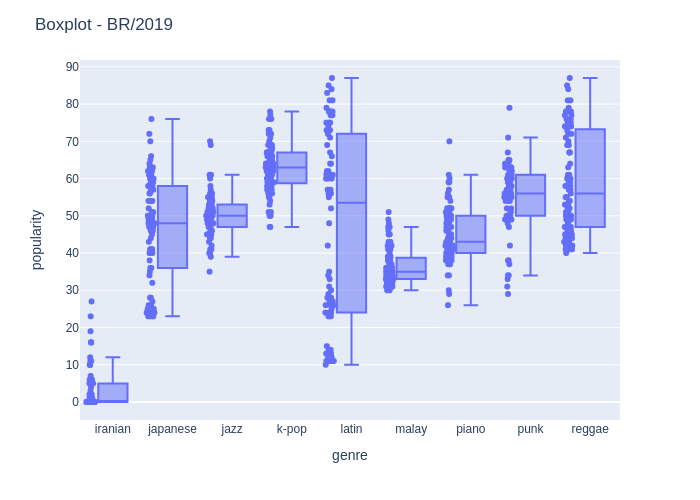 Boxplot - BR/2019
90
80
70
60
50
40
30
20
10
0
popularity
iranian japanese jazz k-pop latin malay piano punk reggae
genre